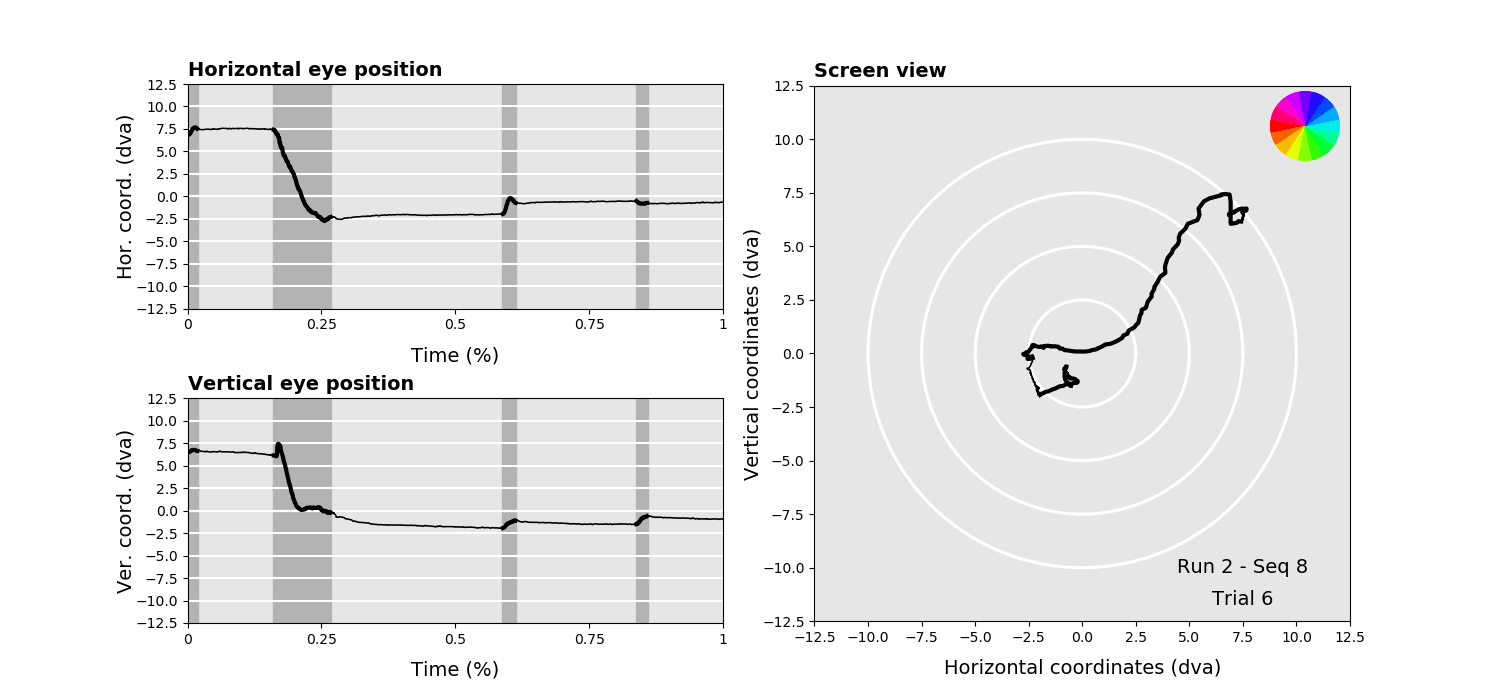 Horizontal eye position
Hor. coord. (dva)
12.5
10.0
7.5
5.0
2.5
0.0
−2.5
−5.0
−7.5
−10.0
−12.5
0 0.25 0.5 0.75 1
Time (%)
Vertical eye position
Ver. coord. (dva)
12.5
10.0
7.5
5.0
2.5
0.0
−2.5
−5.0
−7.5
−10.0
−12.5
0 0.25 0.5 0.75 1
Time (%)
Screen view
Vertical coordinates (dva)
12.5
10.0
7.5
5.0
2.5
0.0
−2.5
−5.0
−7.5
−10.0
−12.5
Run 2 - Seq 8
Trial 6
−12.5 −10.0 −7.5 −5.0 −2.5 0.0 2.5 5.0 7.5 10.0 12.5
Horizontal coordinates (dva)